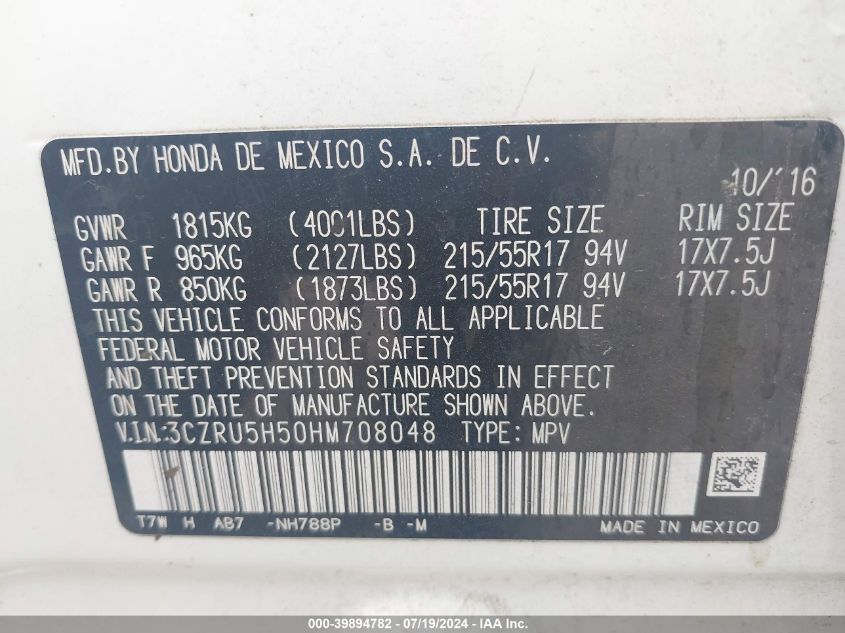 MFD.BY HONDA DE MEXICO S.A. DE C.V.
10/'16
GVWR 1815KG (4001LBS) TIRE SIZE RIM SIZE
GAWR F 965KG (2127LBS) 215/55R17 94V 17X7.5J
GAWR R 850KG (1873LBS) 215/55R17 94V 17X7.5J
THIS VEHICLE CONFORMS TO ALL APPLICABLE
FEDERAL MOTOR VEHICLE SAFETY
AND THEFT PREVENTION STANDARDS IN EFFECT
ON THE DATE OF MANUFACTURE SHOWN ABOVE.
V.I.N.:3CZRU5H50HM708048 TYPE: MPV
T7W H AB7 -NH788P -B -M MADE IN MEXICO
000-39894782 - 07/19/2024 - IAA, Inc.